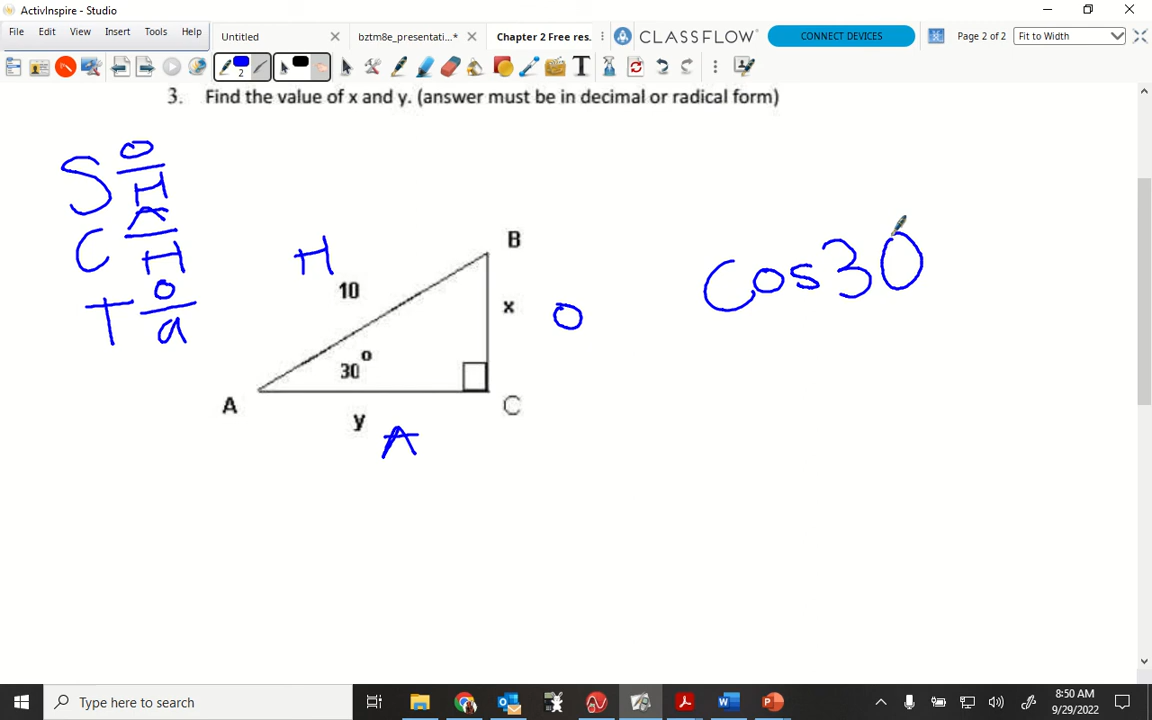 ActivInspire - Studio
File Edit View Insert Tools Help
Untitled
bztm8e_presentati...*
Chapter 2 Free res.
CLASSFLOW
CONNECT DEVICES
Page 2 of 2
Fit to Width
2
T
3. Find the value of x and y. (answer must be in decimal or radical form)
S O/H
C A/H
T o/a
H
10
B
x
O
30°
A
y
C
A
Cos30
Type here to search
8:50 AM
9/29/2022